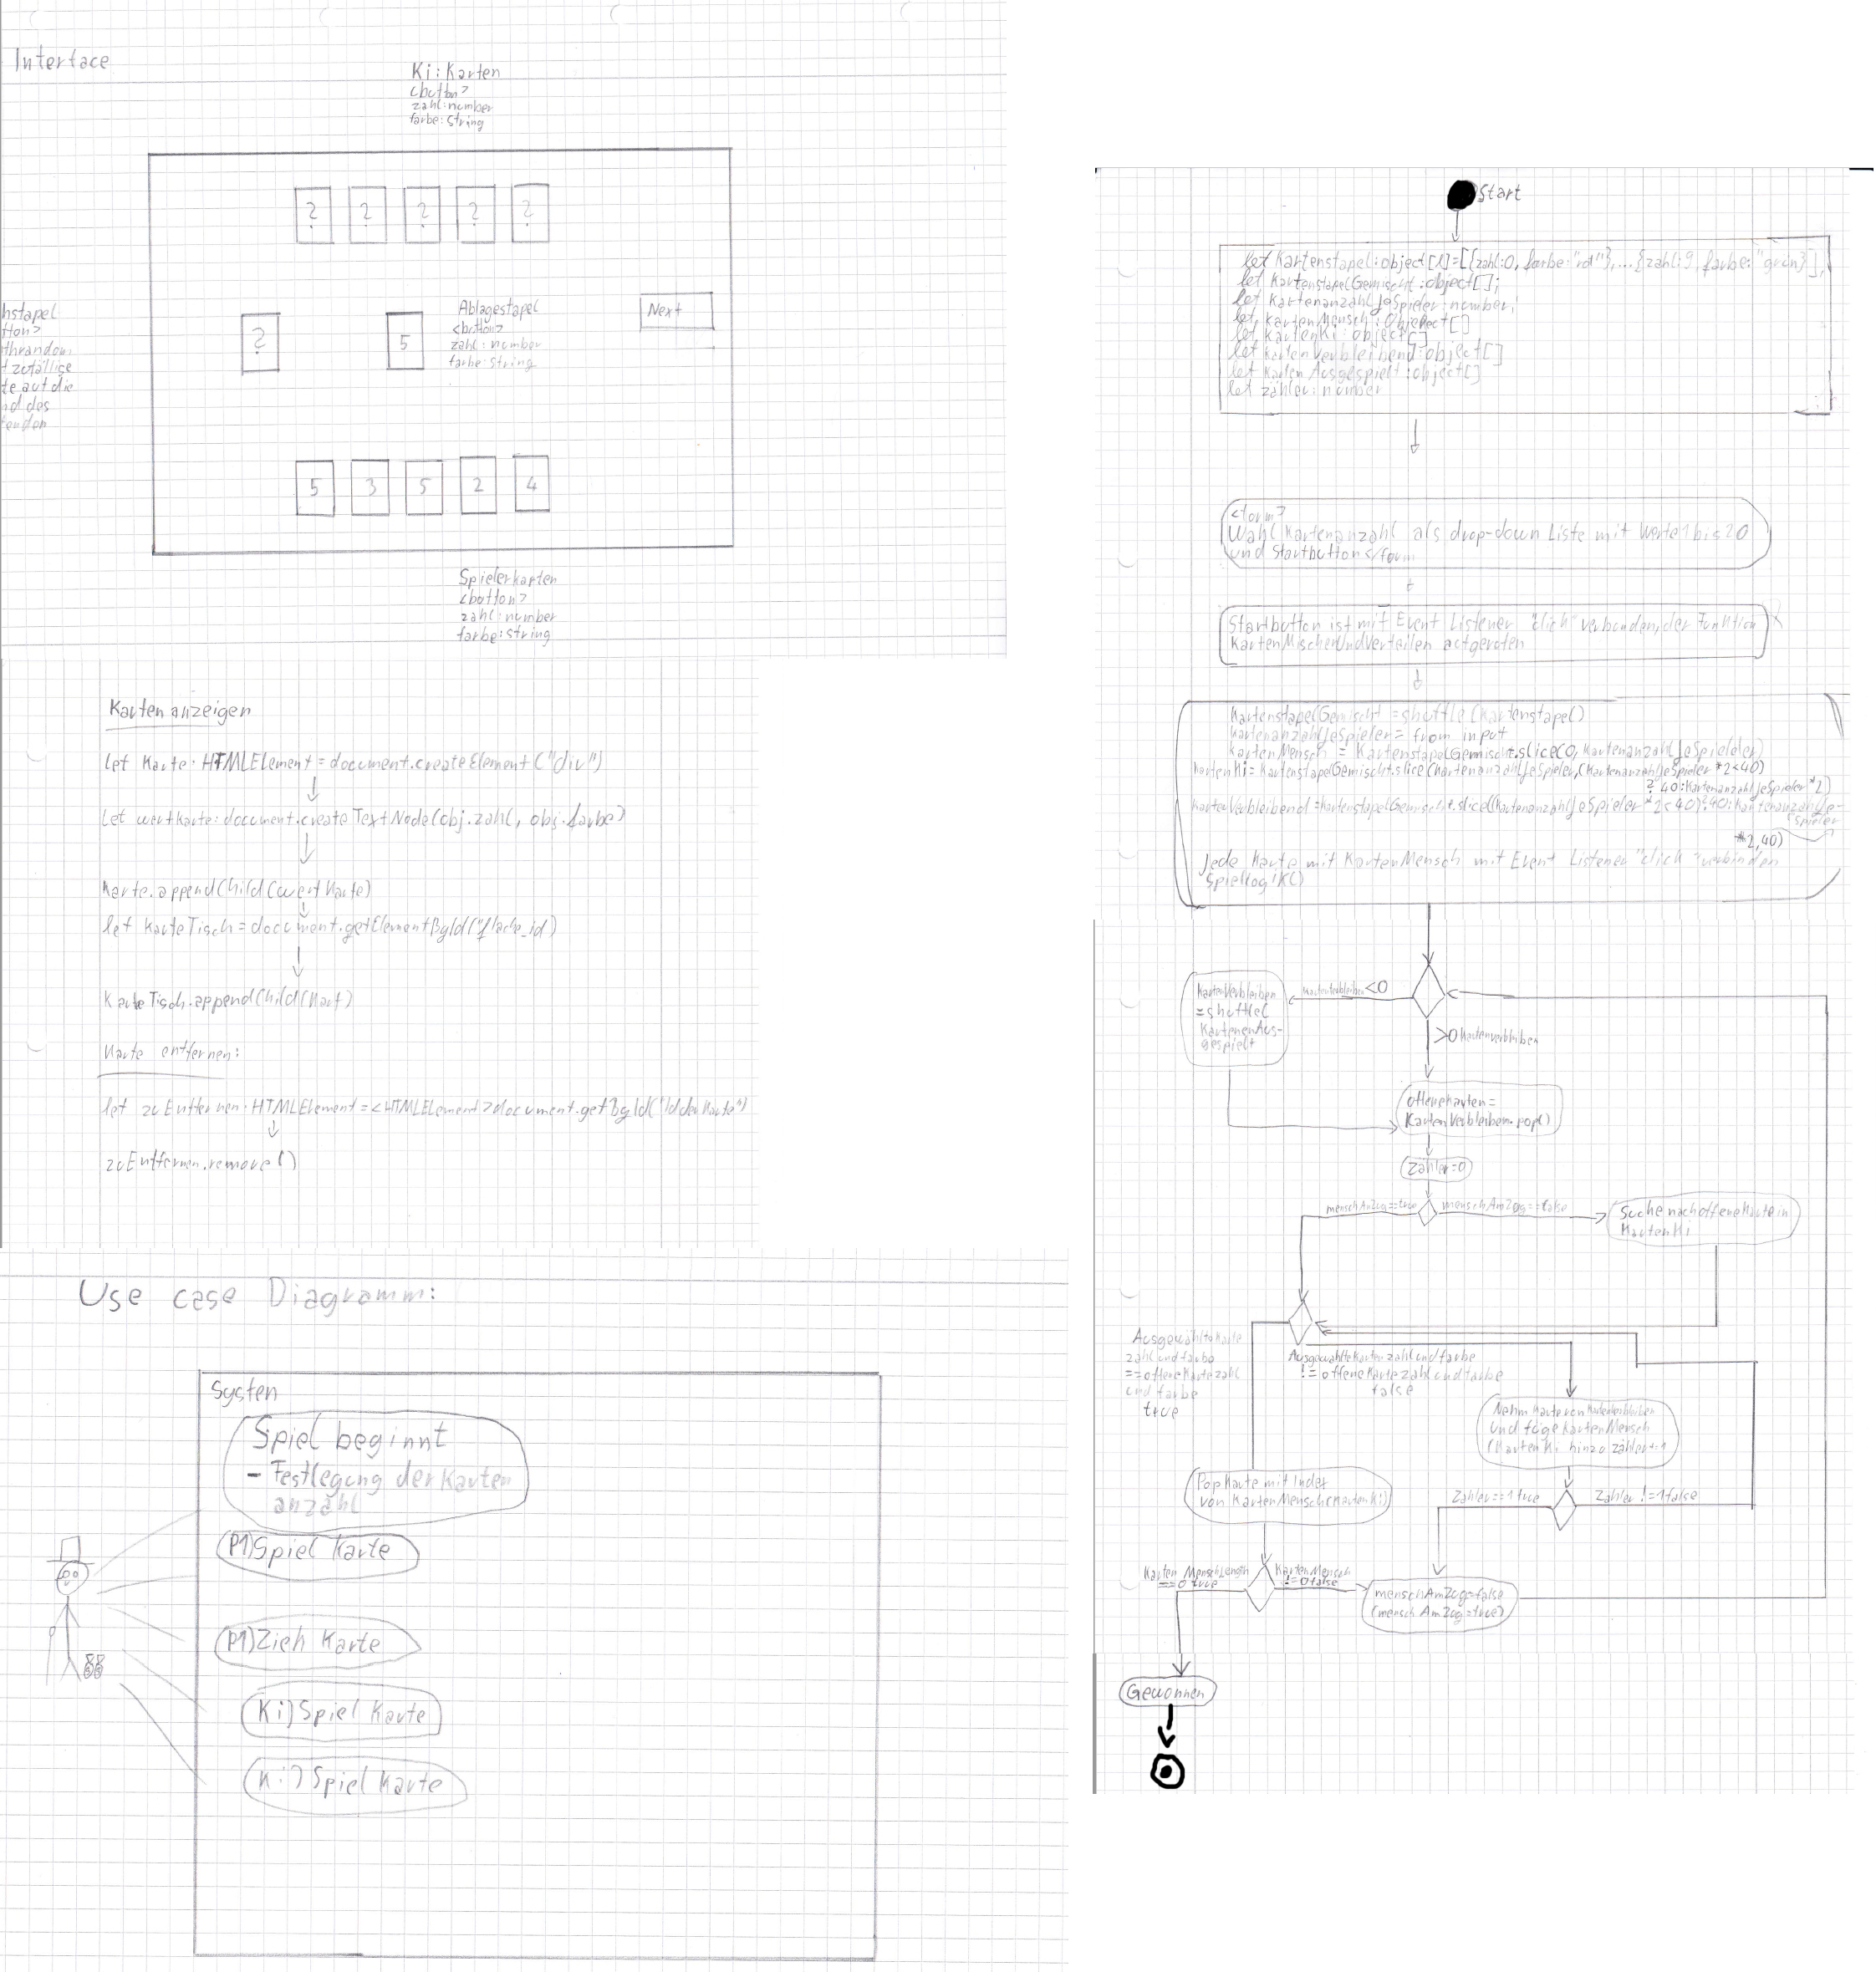 Interface
Ki: Karten
<button>
zahl: number
farbe: string
? ? ? ? ?
hstapel
tton>
thrandom
t zufällige
te auf die
nd des
enden
?
5
Ablagestapel
<button>
zahl: number
farbe: string
Next
5 3 5 2 4
Spielerkarten
<button>
zahl: number
farbe: string
Karten anzeigen
let Karte: HTMLElement = document.createElement("div")
let wertKarte: document.createTextNode(obj.zahl, obj.farbe)
Karte.appendChild(wertKarte)
let KarteTisch = document.getElementById("fläche_id)
KarteTisch.appendChild(Kart)
Karte entfernen:
let zuEntfernen: HTMLElement = <HTMLElement>document.getById("Id der Karte")
zuEntfernen.remove()
Use case Diagramm:
System
Spiel beginnt
- Festlegung der Karten
anzahl
(P1) Spiel Karte
(P1) Zieh Karte
Ki) Spiel Karte
Ki) Spiel Karte
Start
let Kartenstapel: object[]=[{zahl:0, farbe:"rot"},...{zahl:9, farbe:"grün}],
let KartenstapelGemischt: object[];
let KartenanzahlJeSpieler: number;
let KartenMensch: Object[]
let KartenKi: object[]
let KartenVerbleibend: object[]
let KartenAusgespielt: object[]
let zähler: number
<form>
Wahl Kartenanzahl als drop-down Liste mit Werte 1 bis 20
und Startbutton </form
Startbutton ist mit Event Listener "click" verbunden, der Funktion
KartenMischenUndVerteilen aufgerufen
KartenstapelGemischt = shuffle(Kartenstapel)
KartenanzahlJeSpieler = from input
KartenMensch = KartenstapelGemischt.slice(0, KartenanzahlJeSpieler)
KartenKi = KartenstapelGemischt.slice(KartenanzahlJeSpieler, (KartenanzahlJeSpieler *2<40)
? 40: KartenanzahlJeSpieler *2)
KartenVerbleibend = KartenstapelGemischt.slice((KartenanzahlJeSpieler *2<40)?40: KartenanzahlJe-
spieler
*2,40)
Jede Karte mit KartenMensch mit Event Listener "click" verbinden
Spiellogik()
KartenVerbleiben <0
KartenVerbleiben
=shuffel
KartenenAus-
gespielt
>0 Kartenverbleiben
offenekarten=
KartenVerbleiben.pop()
Zähler=0
menschAmZug==true
menschAmZug==false
Suche nach offene Karte in
KartenKi
Ausgewählte Karte
zahl und farbe
==offene Karte zahl
und farbe
true
Ausgewählte Karten zahl und farbe
!= offene Karte zahl und farbe
false
Nehm Karte von Kartenverbleiben
und füge KartenMensch
(KartenKi hinzu zähler+1
Pop Karte mit Index
von KartenMensch(KartenKi)
Zähler==1 true
Zähler !=1 false
Karten MenschLength
==0 true
KartenMensch
!=0 false
menschAmZug=false
(menschAmZug=true)
Gewonnen